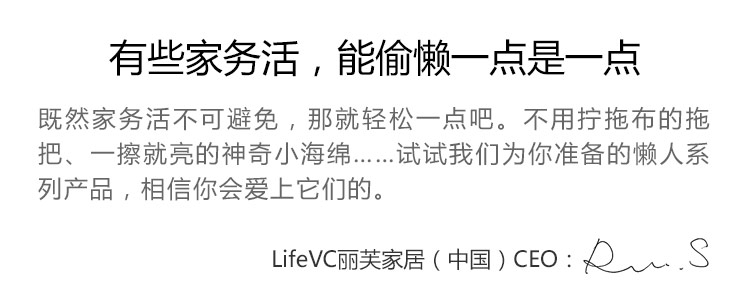 有些家务活，能偷懒一点是一点
既然家务活不可避免，那就轻松一点吧。不用拧拖布的拖
把、一擦就亮的神奇小海绵……试试我们为你准备的懒人系
列产品，相信你会爱上它们的。
LifeVC丽芙家居（中国）CEO：